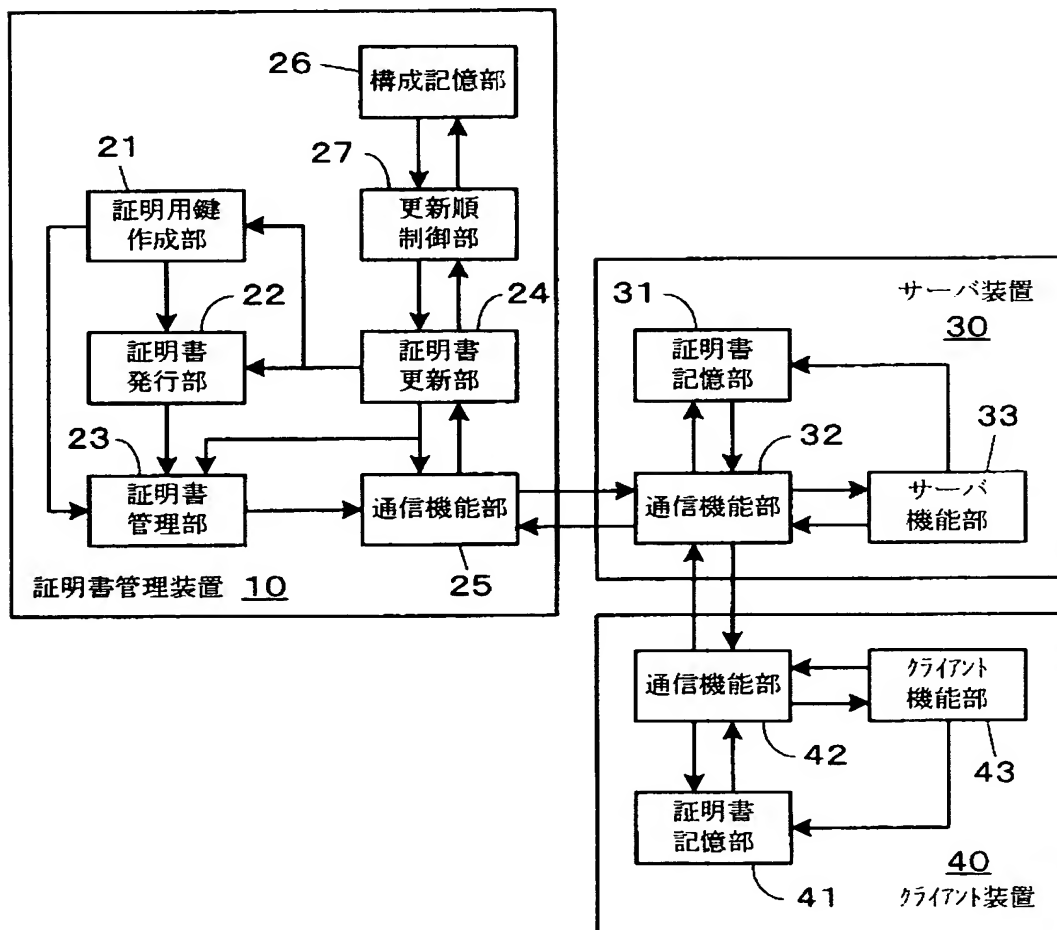 26
構成記憶部
21
27
証明用鍵
作成部
更新順
制御部
22
24
証明書
発行部
証明書
更新部
23
証明書
管理部
通信機能部
25
証明書管理装置 10
サーバ装置
30
31
証明書
記憶部
32
33
通信機能部
サーバ
機能部
通信機能部
クライアント
機能部
42
43
証明書
記憶部
41
40
クライアント装置